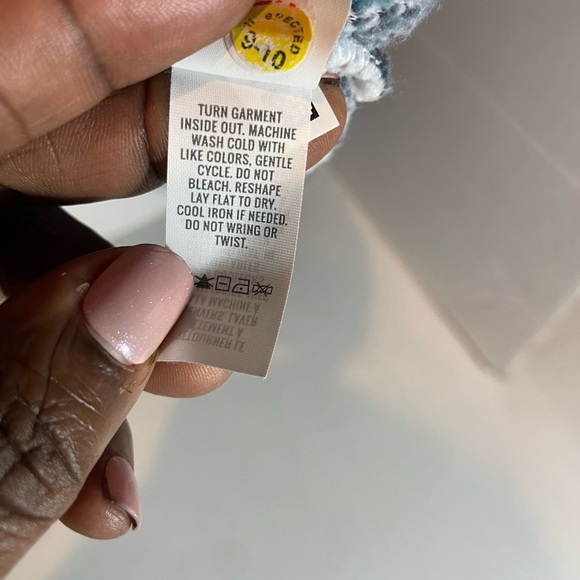 INSPECTED
9-10
TURN GARMENT
INSIDE OUT. MACHINE
WASH COLD WITH
LIKE COLORS, GENTLE
CYCLE. DO NOT
BLEACH. RESHAPE
LAY FLAT TO DRY.
COOL IRON IF NEEDED.
DO NOT WRING OR
TWIST.